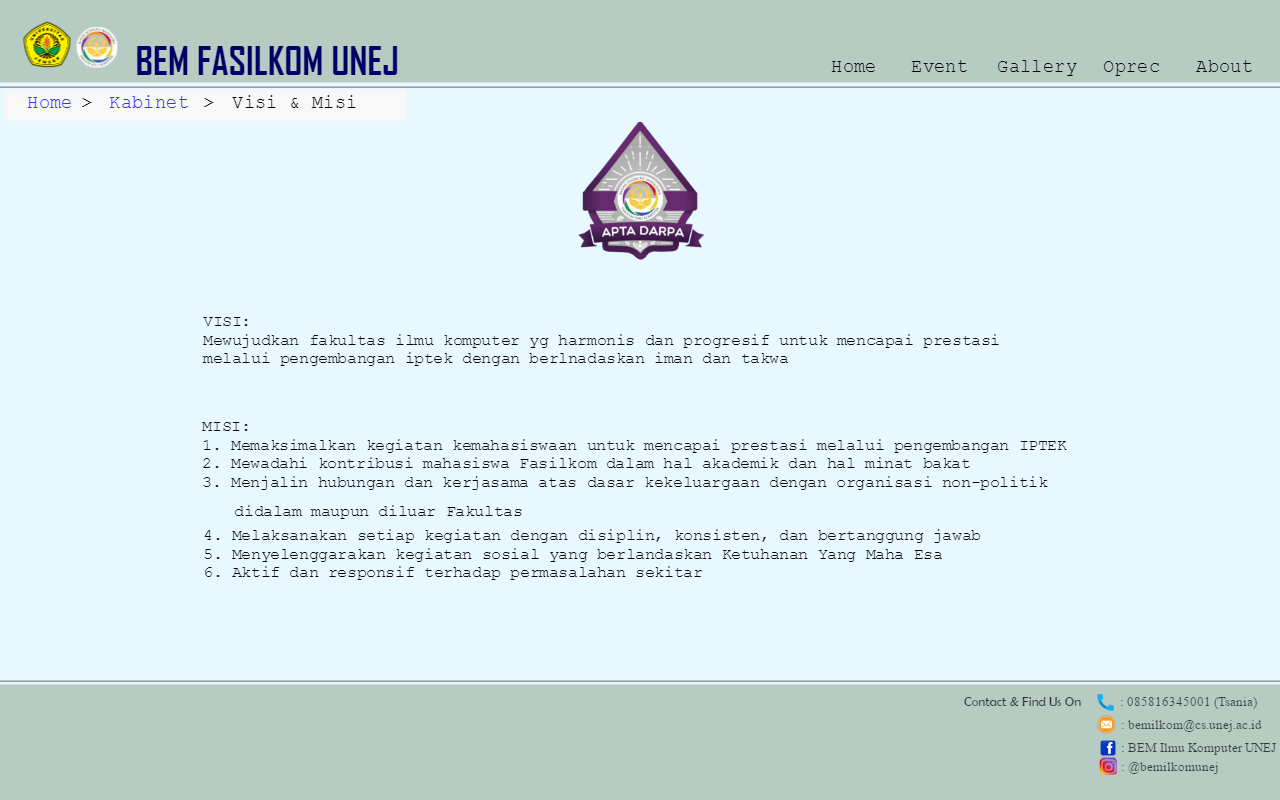 UNIVERSITAS
JEMBER
BEM FASILKOM UNEJ
Home Event Gallery Oprec About
Home > Kabinet > Visi & Misi
APTA DARPA
VISI:
Mewujudkan fakultas ilmu komputer yg harmonis dan progresif untuk mencapai prestasi
melalui pengembangan iptek dengan berlnadaskan iman dan takwa
MISI:
1. Memaksimalkan kegiatan kemahasiswaan untuk mencapai prestasi melalui pengembangan IPTEK
2. Mewadahi kontribusi mahasiswa Fasilkom dalam hal akademik dan hal minat bakat
3. Menjalin hubungan dan kerjasama atas dasar kekeluargaan dengan organisasi non-politik
didalam maupun diluar Fakultas
4. Melaksanakan setiap kegiatan dengan disiplin, konsisten, dan bertanggung jawab
5. Menyelenggarakan kegiatan sosial yang berlandaskan Ketuhanan Yang Maha Esa
6. Aktif dan responsif terhadap permasalahan sekitar
Contact & Find Us On : 085816345001 (Tsania)
: bemilkom@cs.unej.ac.id
: BEM Ilmu Komputer UNEJ
: @bemilkomunej